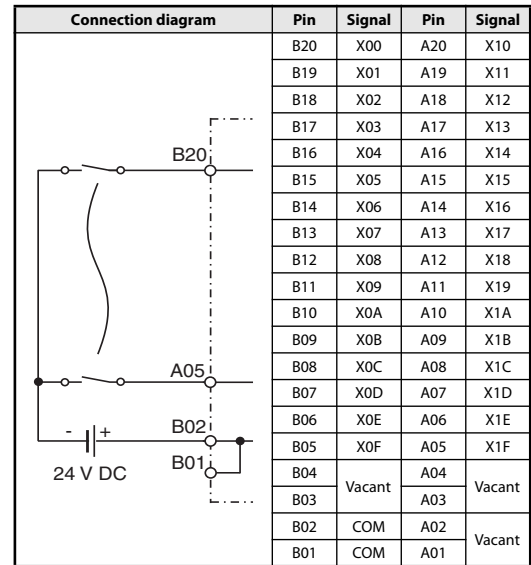 Connection diagram Pin Signal Pin Signal
B20 X00 A20 X10
B19 X01 A19 X11
B18 X02 A18 X12
B17 X03 A17 X13
B16 X04 A16 X14
B15 X05 A15 X15
B14 X06 A14 X16
B13 X07 A13 X17
B12 X08 A12 X18
B11 X09 A11 X19
B10 X0A A10 X1A
B09 X0B A09 X1B
B08 X0C A08 X1C
B07 X0D A07 X1D
B06 X0E A06 X1E
B05 X0F A05 X1F
B04 Vacant A04 Vacant
B03 A03
B02 COM A02 Vacant
B01 COM A01
B20
A05
B02
- +
B01
24 V DC